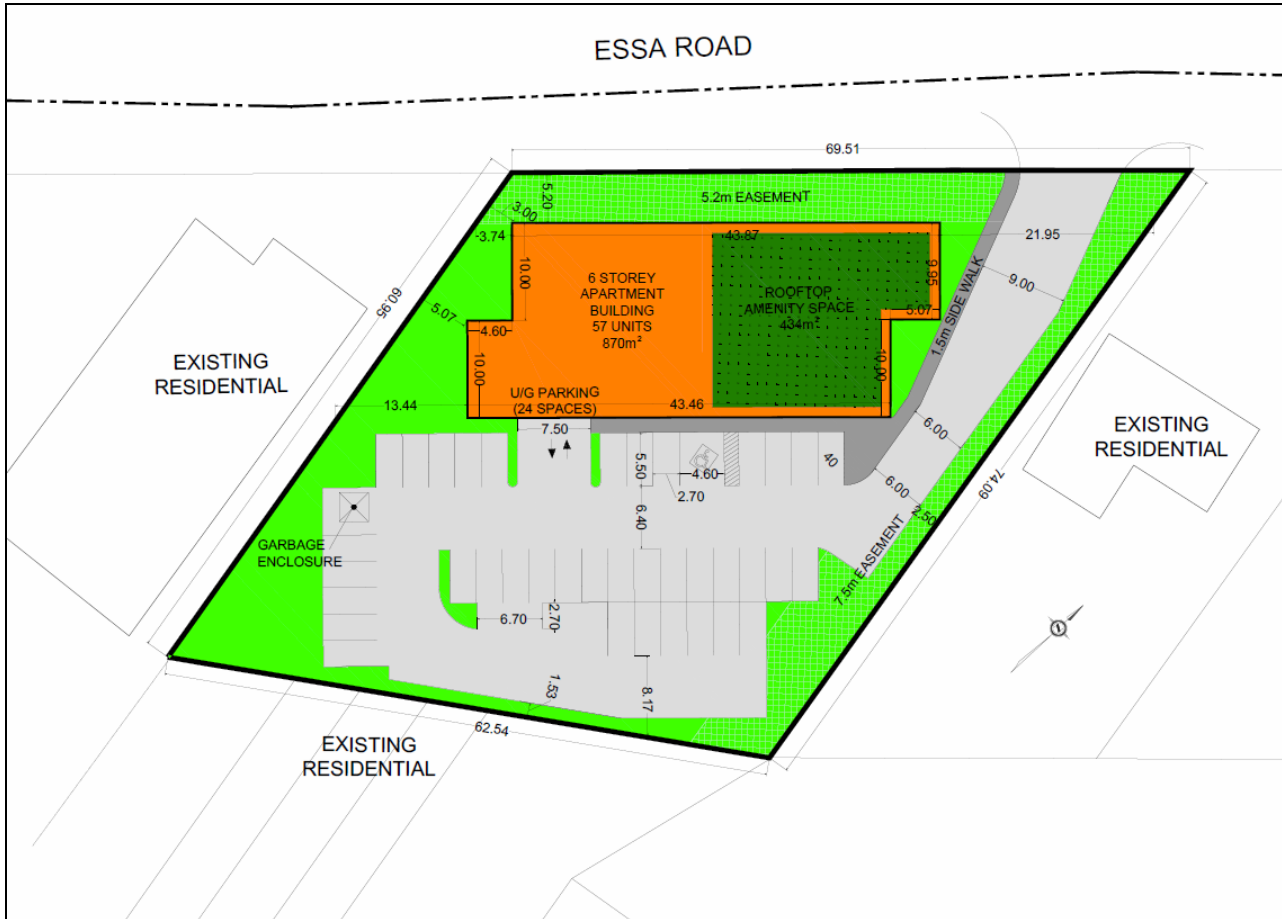 ESSA ROAD
69.51
5.20
5.2m EASEMENT
3.00
3.74
43.87
21.95
10.00
6 STOREY
APARTMENT
BUILDING
57 UNITS
870m²
ROOFTOP
AMENITY SPACE
434m²
9.95
5.07
9.00
1.5m SIDE WALK
60.95
5.07
4.60
10.00
10.00
EXISTING
RESIDENTIAL
U/G PARKING
(24 SPACES)
13.44
43.46
7.50
EXISTING
RESIDENTIAL
6.00
5.50
4.60
2.70
40
6.00
74.09
2.50
6.40
GARBAGE
ENCLOSURE
7.5m EASEMENT
6.70
2.70
1.53
8.17
62.54
EXISTING
RESIDENTIAL